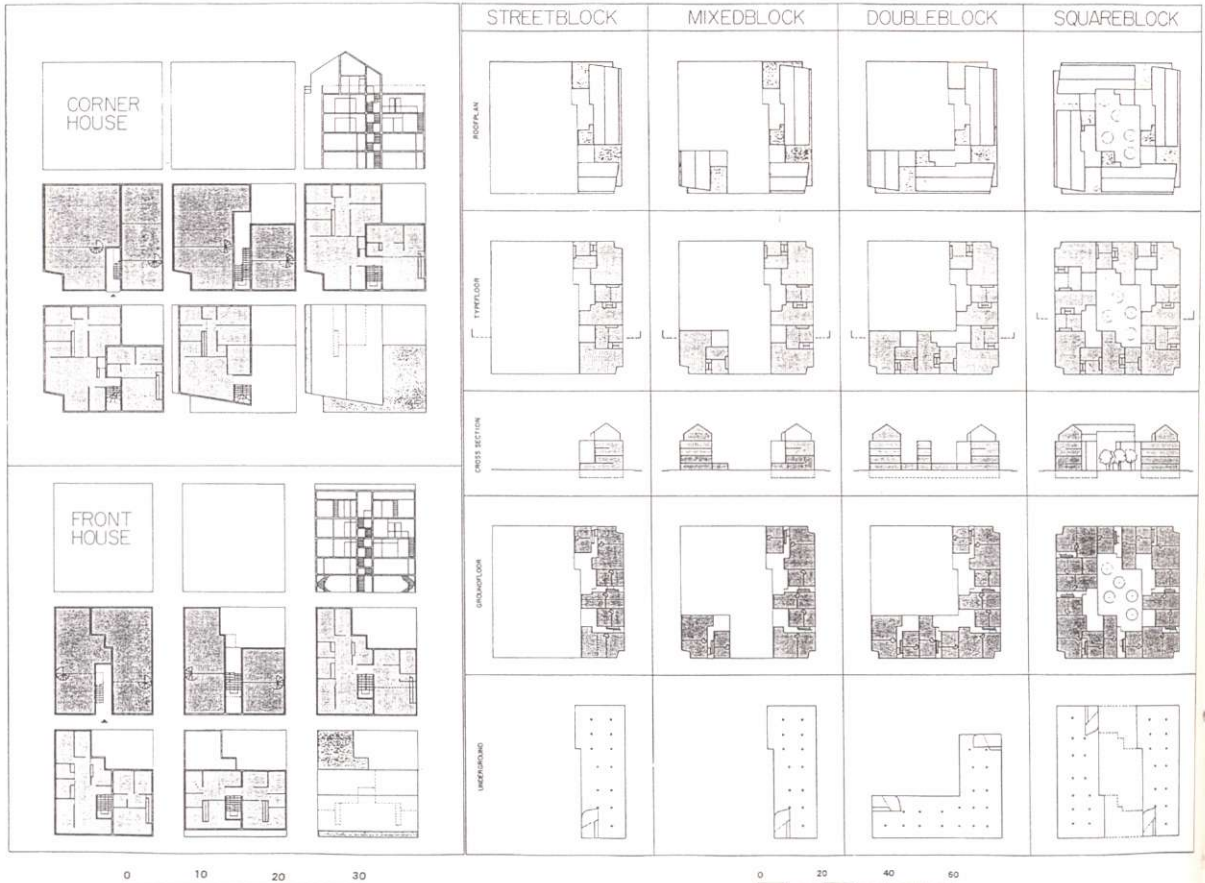 CORNER
HOUSE
FRONT
HOUSE
0 10 20 30
STREETBLOCK MIXEDBLOCK DOUBLEBLOCK SQUAREBLOCK
ROOFPLAN
TYPEFLOOR
CROSS SECTION
GROUNDFLOOR
UNDERGROUND
0 20 40 60